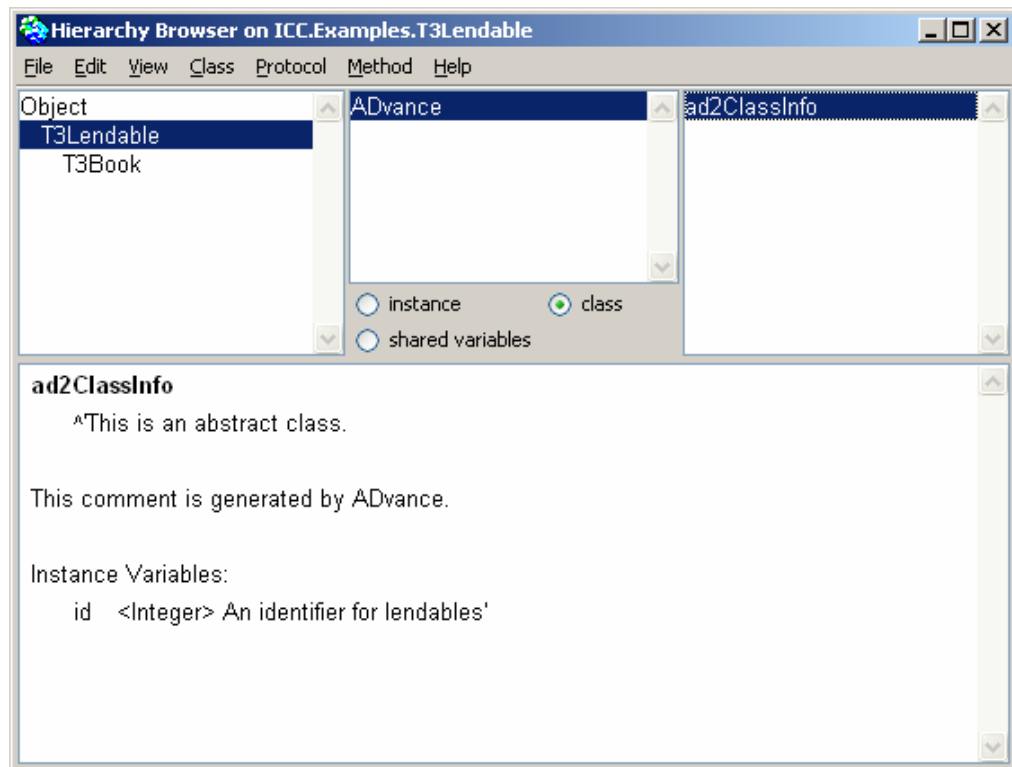 Hierarchy Browser on ICC.Examples.T3Lendable
File Edit View Class Protocol Method Help
Object
T3Lendable
T3Book
ADvance
instance
class
shared variables
ad2ClassInfo
ad2ClassInfo
^'This is an abstract class.
This comment is generated by ADvance.
Instance Variables:
id <Integer> An identifier for lendables'